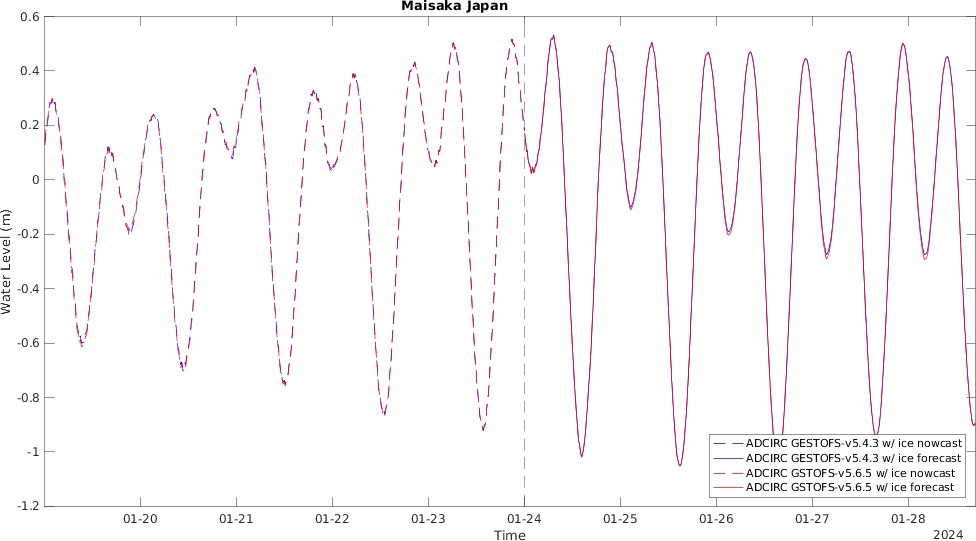 Maisaka Japan
0.6
0.4
0.2
0
-0.2
-0.4
-0.6
-0.8
-1
-1.2
Water Level (m)
ADCIRC GESTOFS-v5.4.3 w/ ice nowcast
ADCIRC GESTOFS-v5.4.3 w/ ice forecast
ADCIRC GSTOFS-v5.6.5 w/ ice nowcast
ADCIRC GSTOFS-v5.6.5 w/ ice forecast
01-20 01-21 01-22 01-23 01-24 01-25 01-26 01-27 01-28
Time
2024